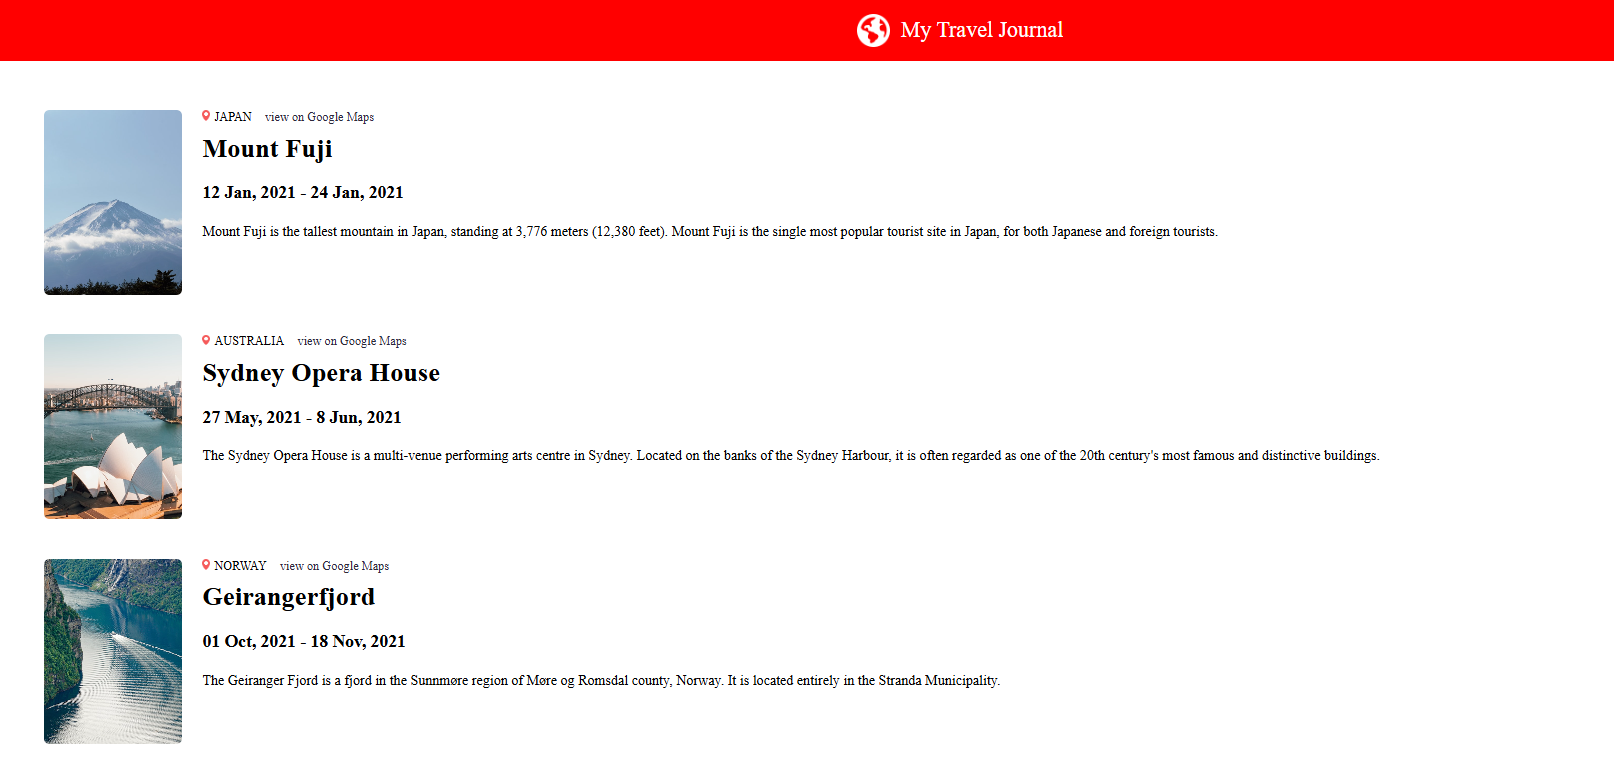 My Travel Journal
JAPAN view on Google Maps
Mount Fuji
12 Jan, 2021 - 24 Jan, 2021
Mount Fuji is the tallest mountain in Japan, standing at 3,776 meters (12,380 feet). Mount Fuji is the single most popular tourist site in Japan, for both Japanese and foreign tourists.
AUSTRALIA view on Google Maps
Sydney Opera House
27 May, 2021 - 8 Jun, 2021
The Sydney Opera House is a multi-venue performing arts centre in Sydney. Located on the banks of the Sydney Harbour, it is often regarded as one of the 20th century's most famous and distinctive buildings.
NORWAY view on Google Maps
Geirangerfjord
01 Oct, 2021 - 18 Nov, 2021
The Geiranger Fjord is a fjord in the Sunnmøre region of Møre og Romsdal county, Norway. It is located entirely in the Stranda Municipality.